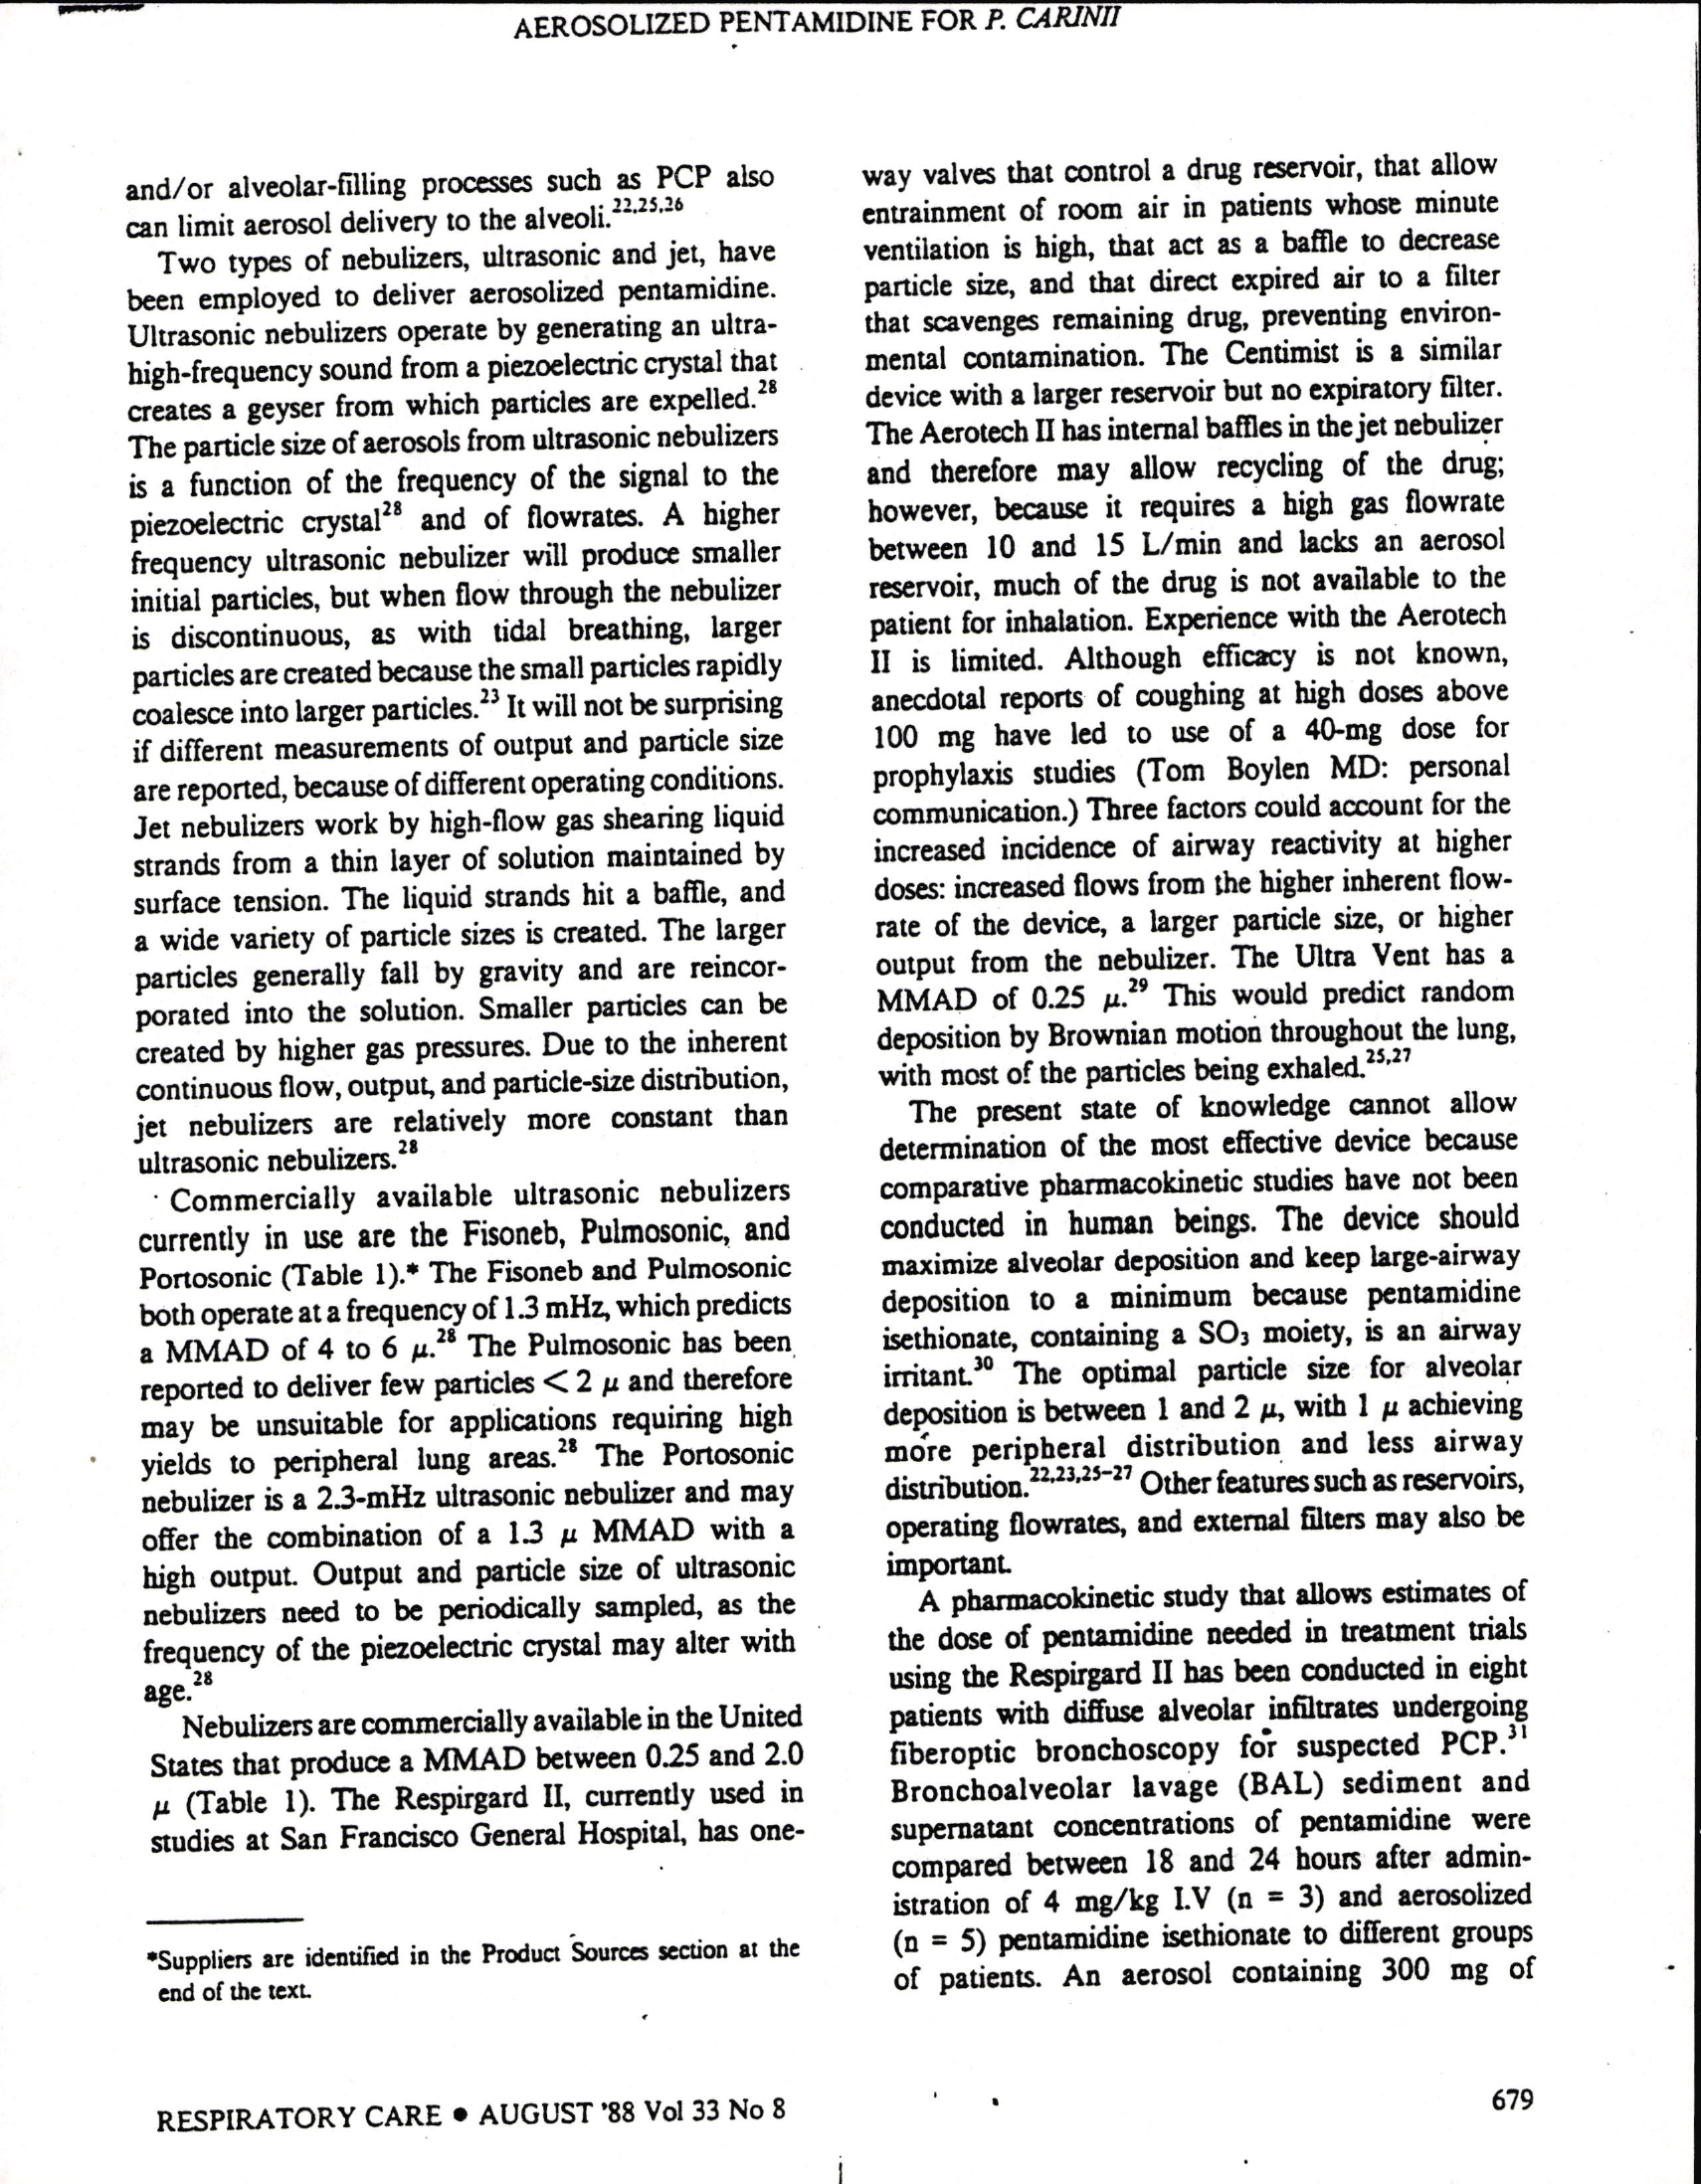 AEROSOLIZED PENTAMIDINE FOR P. CARINII
and/or alveolar-filling processes such as PCP also
can limit aerosol delivery to the alveoli.22,25,26
Two types of nebulizers, ultrasonic and jet, have
been employed to deliver aerosolized pentamidine.
Ultrasonic nebulizers operate by generating an ultra-
high-frequency sound from a piezoelectric crystal that
creates a geyser from which particles are expelled.28
The particle size of aerosols from ultrasonic nebulizers
is a function of the frequency of the signal to the
piezoelectric crystal28 and of flowrates. A higher
frequency ultrasonic nebulizer will produce smaller
initial particles, but when flow through the nebulizer
is discontinuous, as with tidal breathing, larger
particles are created because the small particles rapidly
coalesce into larger particles.23 It will not be surprising
if different measurements of output and particle size
are reported, because of different operating conditions.
Jet nebulizers work by high-flow gas shearing liquid
strands from a thin layer of solution maintained by
surface tension. The liquid strands hit a baffle, and
a wide variety of particle sizes is created. The larger
particles generally fall by gravity and are reincor-
porated into the solution. Smaller particles can be
created by higher gas pressures. Due to the inherent
continuous flow, output, and particle-size distribution,
jet nebulizers are relatively more constant than
ultrasonic nebulizers.28
Commercially available ultrasonic nebulizers
currently in use are the Fisoneb, Pulmosonic, and
Portosonic (Table 1).* The Fisoneb and Pulmosonic
both operate at a frequency of 1.3 mHz, which predicts
a MMAD of 4 to 6 μ.28 The Pulmosonic has been
reported to deliver few particles < 2 μ and therefore
may be unsuitable for applications requiring high
yields to peripheral lung areas.28 The Portosonic
nebulizer is a 2.3-mHz ultrasonic nebulizer and may
offer the combination of a 1.3 μ MMAD with a
high output. Output and particle size of ultrasonic
nebulizers need to be periodically sampled, as the
frequency of the piezoelectric crystal may alter with
age.28
Nebulizers are commercially available in the United
States that produce a MMAD between 0.25 and 2.0
μ (Table 1). The Respirgard II, currently used in
studies at San Francisco General Hospital, has one-
*Suppliers are identified in the Product Sources section at the
end of the text.
way valves that control a drug reservoir, that allow
entrainment of room air in patients whose minute
ventilation is high, that act as a baffle to decrease
particle size, and that direct expired air to a filter
that scavenges remaining drug, preventing environ-
mental contamination. The Centimist is a similar
device with a larger reservoir but no expiratory filter.
The Aerotech II has internal baffles in the jet nebulizer
and therefore may allow recycling of the drug;
however, because it requires a high gas flowrate
between 10 and 15 L/min and lacks an aerosol
reservoir, much of the drug is not available to the
patient for inhalation. Experience with the Aerotech
II is limited. Although efficacy is not known,
anecdotal reports of coughing at high doses above
100 mg have led to use of a 40-mg dose for
prophylaxis studies (Tom Boylen MD: personal
communication.) Three factors could account for the
increased incidence of airway reactivity at higher
doses: increased flows from the higher inherent flow-
rate of the device, a larger particle size, or higher
output from the nebulizer. The Ultra Vent has a
MMAD of 0.25 μ.29 This would predict random
deposition by Brownian motion throughout the lung,
with most of the particles being exhaled.25,27
The present state of knowledge cannot allow
determination of the most effective device because
comparative pharmacokinetic studies have not been
conducted in human beings. The device should
maximize alveolar deposition and keep large-airway
deposition to a minimum because pentamidine
isethionate, containing a SO3 moiety, is an airway
irritant.30 The optimal particle size for alveolar
deposition is between 1 and 2 μ, with 1 μ achieving
more peripheral distribution and less airway
distribution.22,23,25-27 Other features such as reservoirs,
operating flowrates, and external filters may also be
important.
A pharmacokinetic study that allows estimates of
the dose of pentamidine needed in treatment trials
using the Respirgard II has been conducted in eight
patients with diffuse alveolar infiltrates undergoing
fiberoptic bronchoscopy for suspected PCP.31
Bronchoalveolar lavage (BAL) sediment and
supernatant concentrations of pentamidine were
compared between 18 and 24 hours after admin-
istration of 4 mg/kg I.V (n = 3) and aerosolized
(n = 5) pentamidine isethionate to different groups
of patients. An aerosol containing 300 mg of
RESPIRATORY CARE ● AUGUST '88 Vol 33 No 8
679